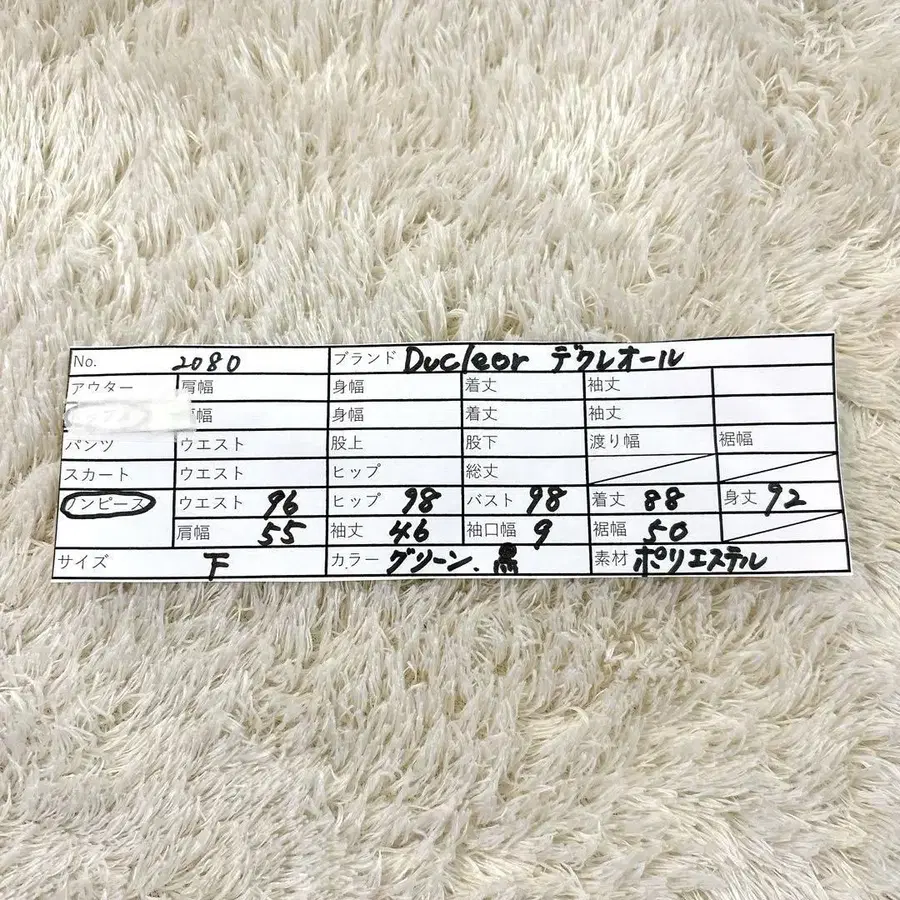 No. 2080 ブランド Ducleor デクレオール
アウター 肩幅 身幅 着丈 袖丈
幅 身幅 着丈 袖丈
パンツ ウエスト 股上 股下 渡り幅 裾幅
スカート ウエスト ヒップ 総丈
ワンピース ウエスト 96 ヒップ 98 バスト 98 着丈 88 身丈 92
肩幅 55 袖丈 46 袖口幅 9 裾幅 50
サイズ F カラー グリーン.黒 素材 ポリエステル